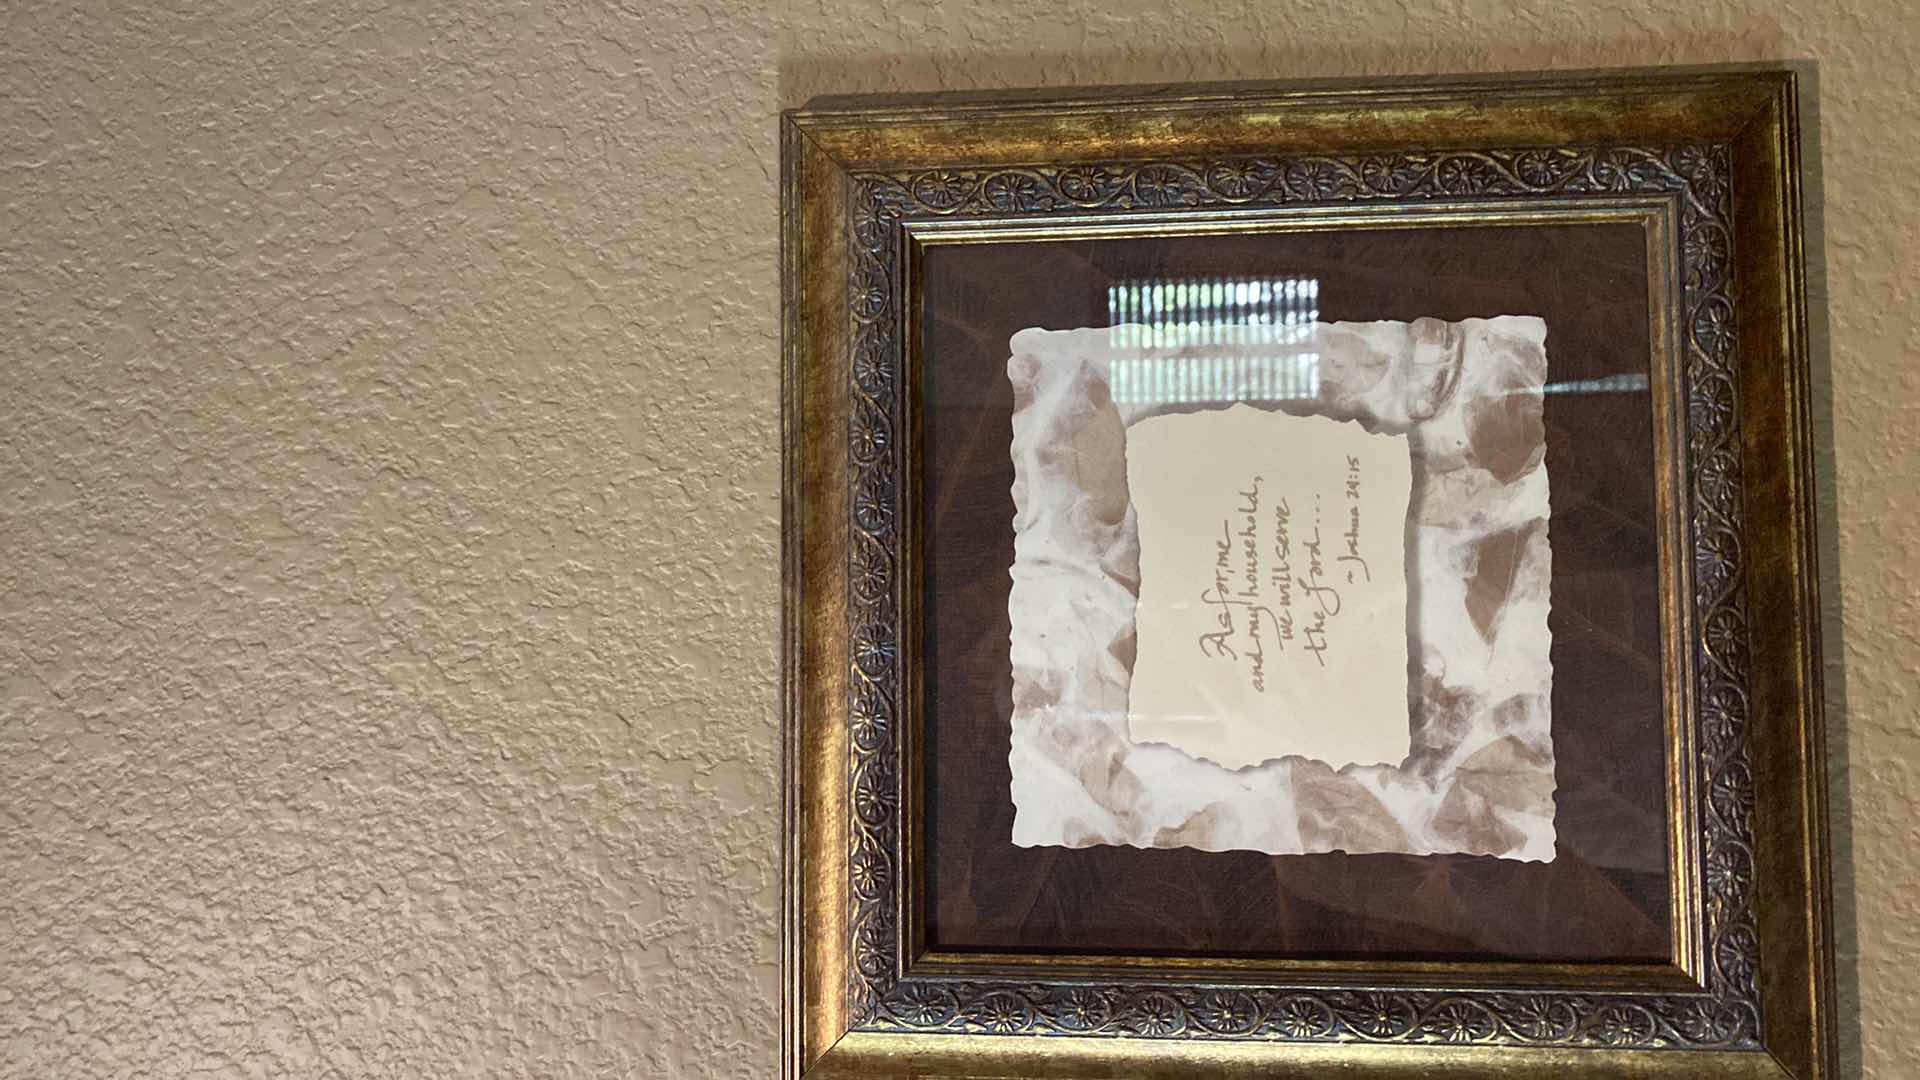 As for me
and my household,
we will serve
the Lord...
~Joshua 24:15